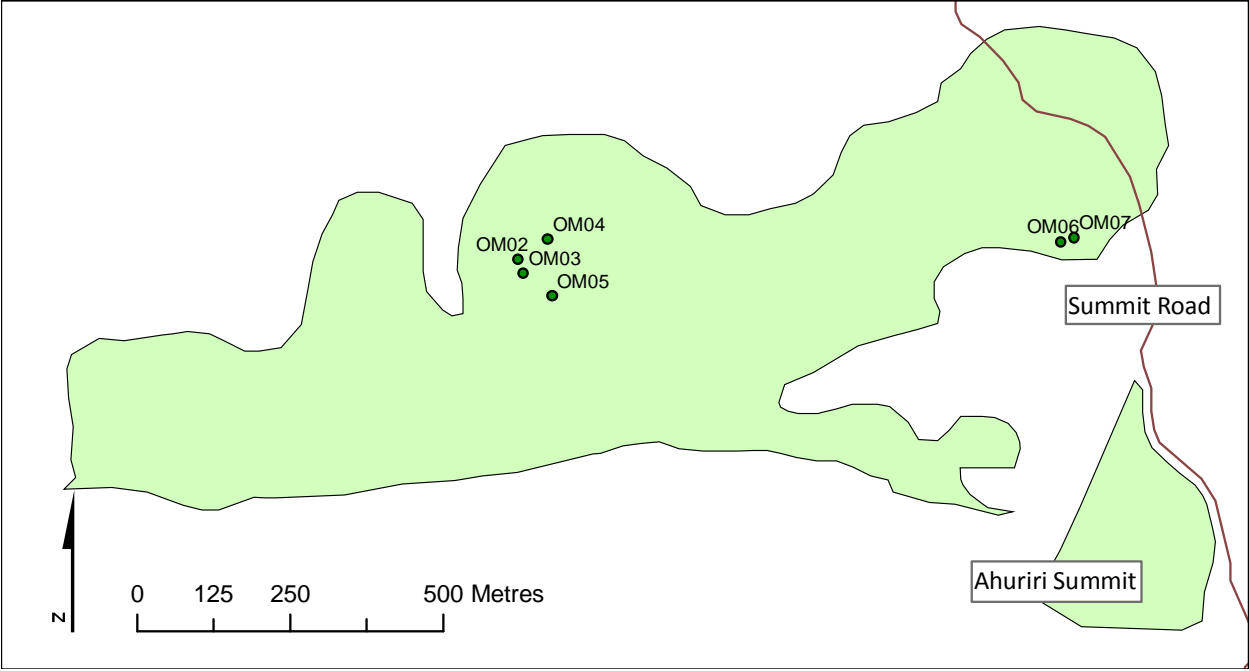 OM04
OM02
OM03
OM05
OM06
OM07
Summit Road
Ahuriri Summit
0 125 250 500 Metres
N